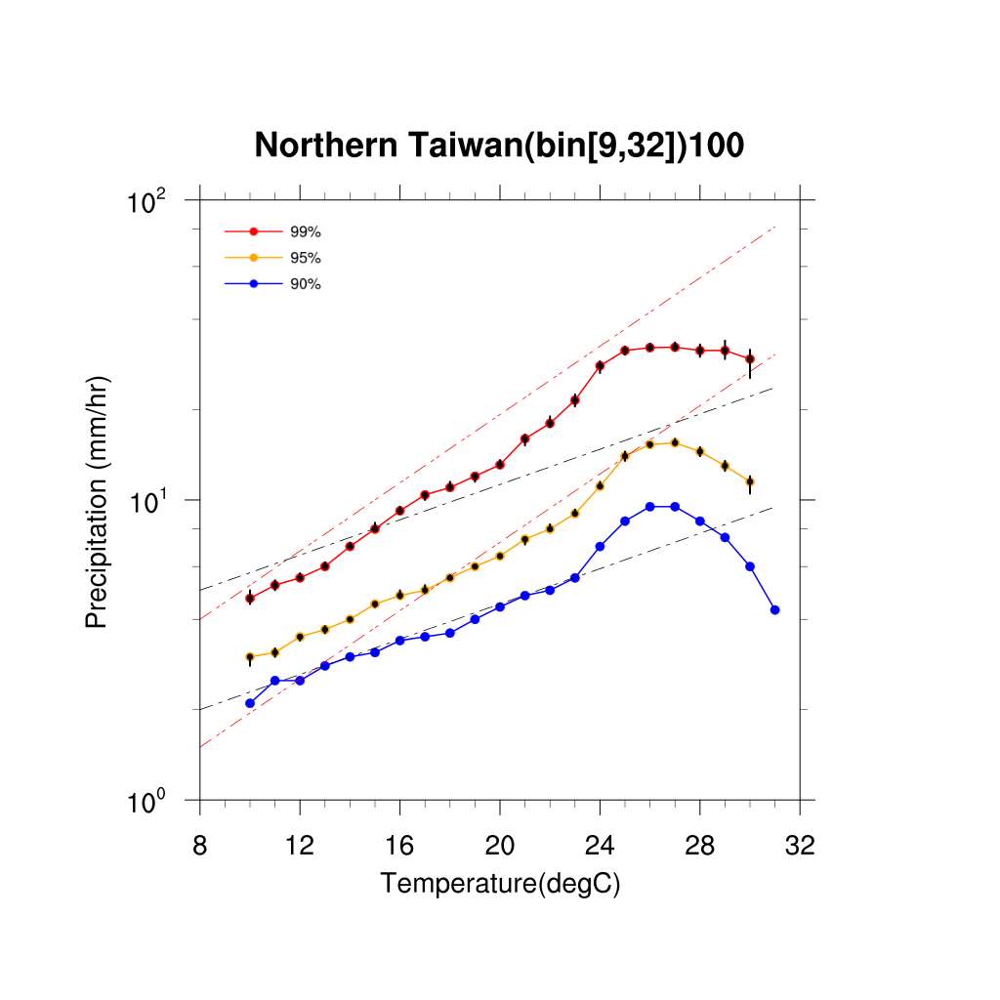 Northern Taiwan(bin[9,32])100
10²
99%
95%
90%
Precipitation (mm/hr)
10¹
10⁰
8 12 16 20 24 28 32
Temperature(degC)